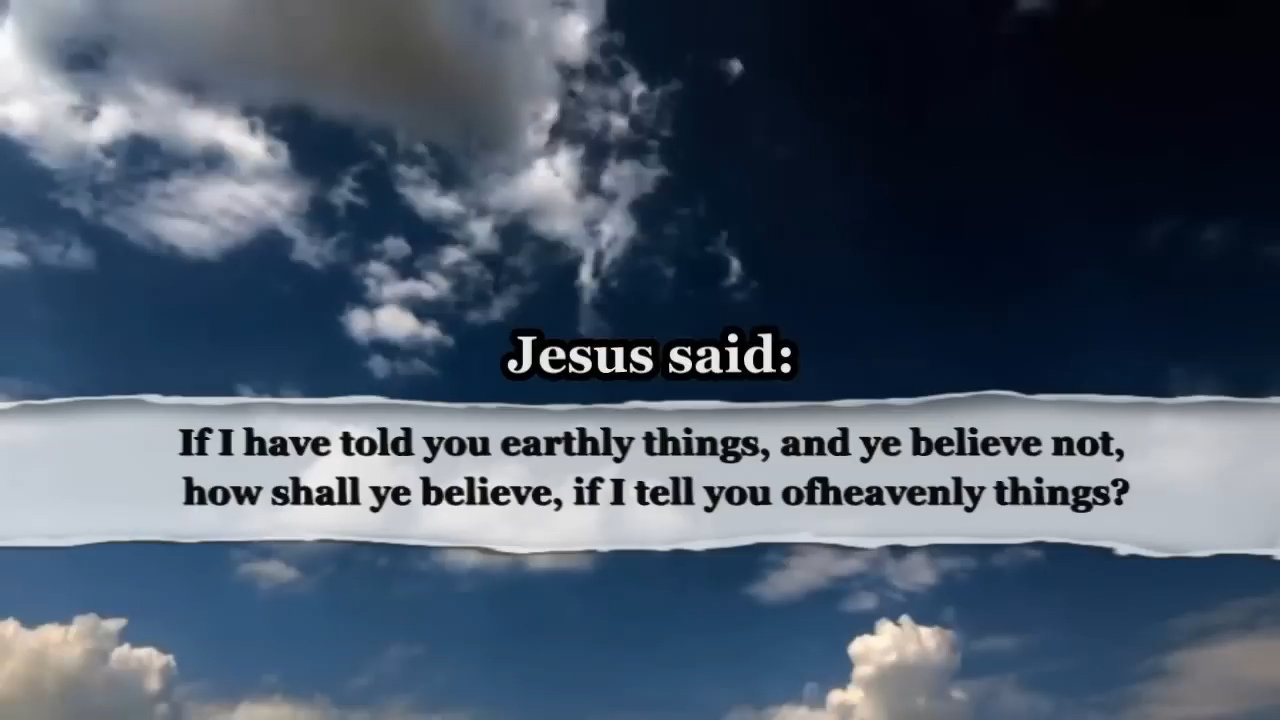 Jesus said:
If I have told you earthly things, and ye believe not,
how shall ye believe, if I tell you ofheavenly things?